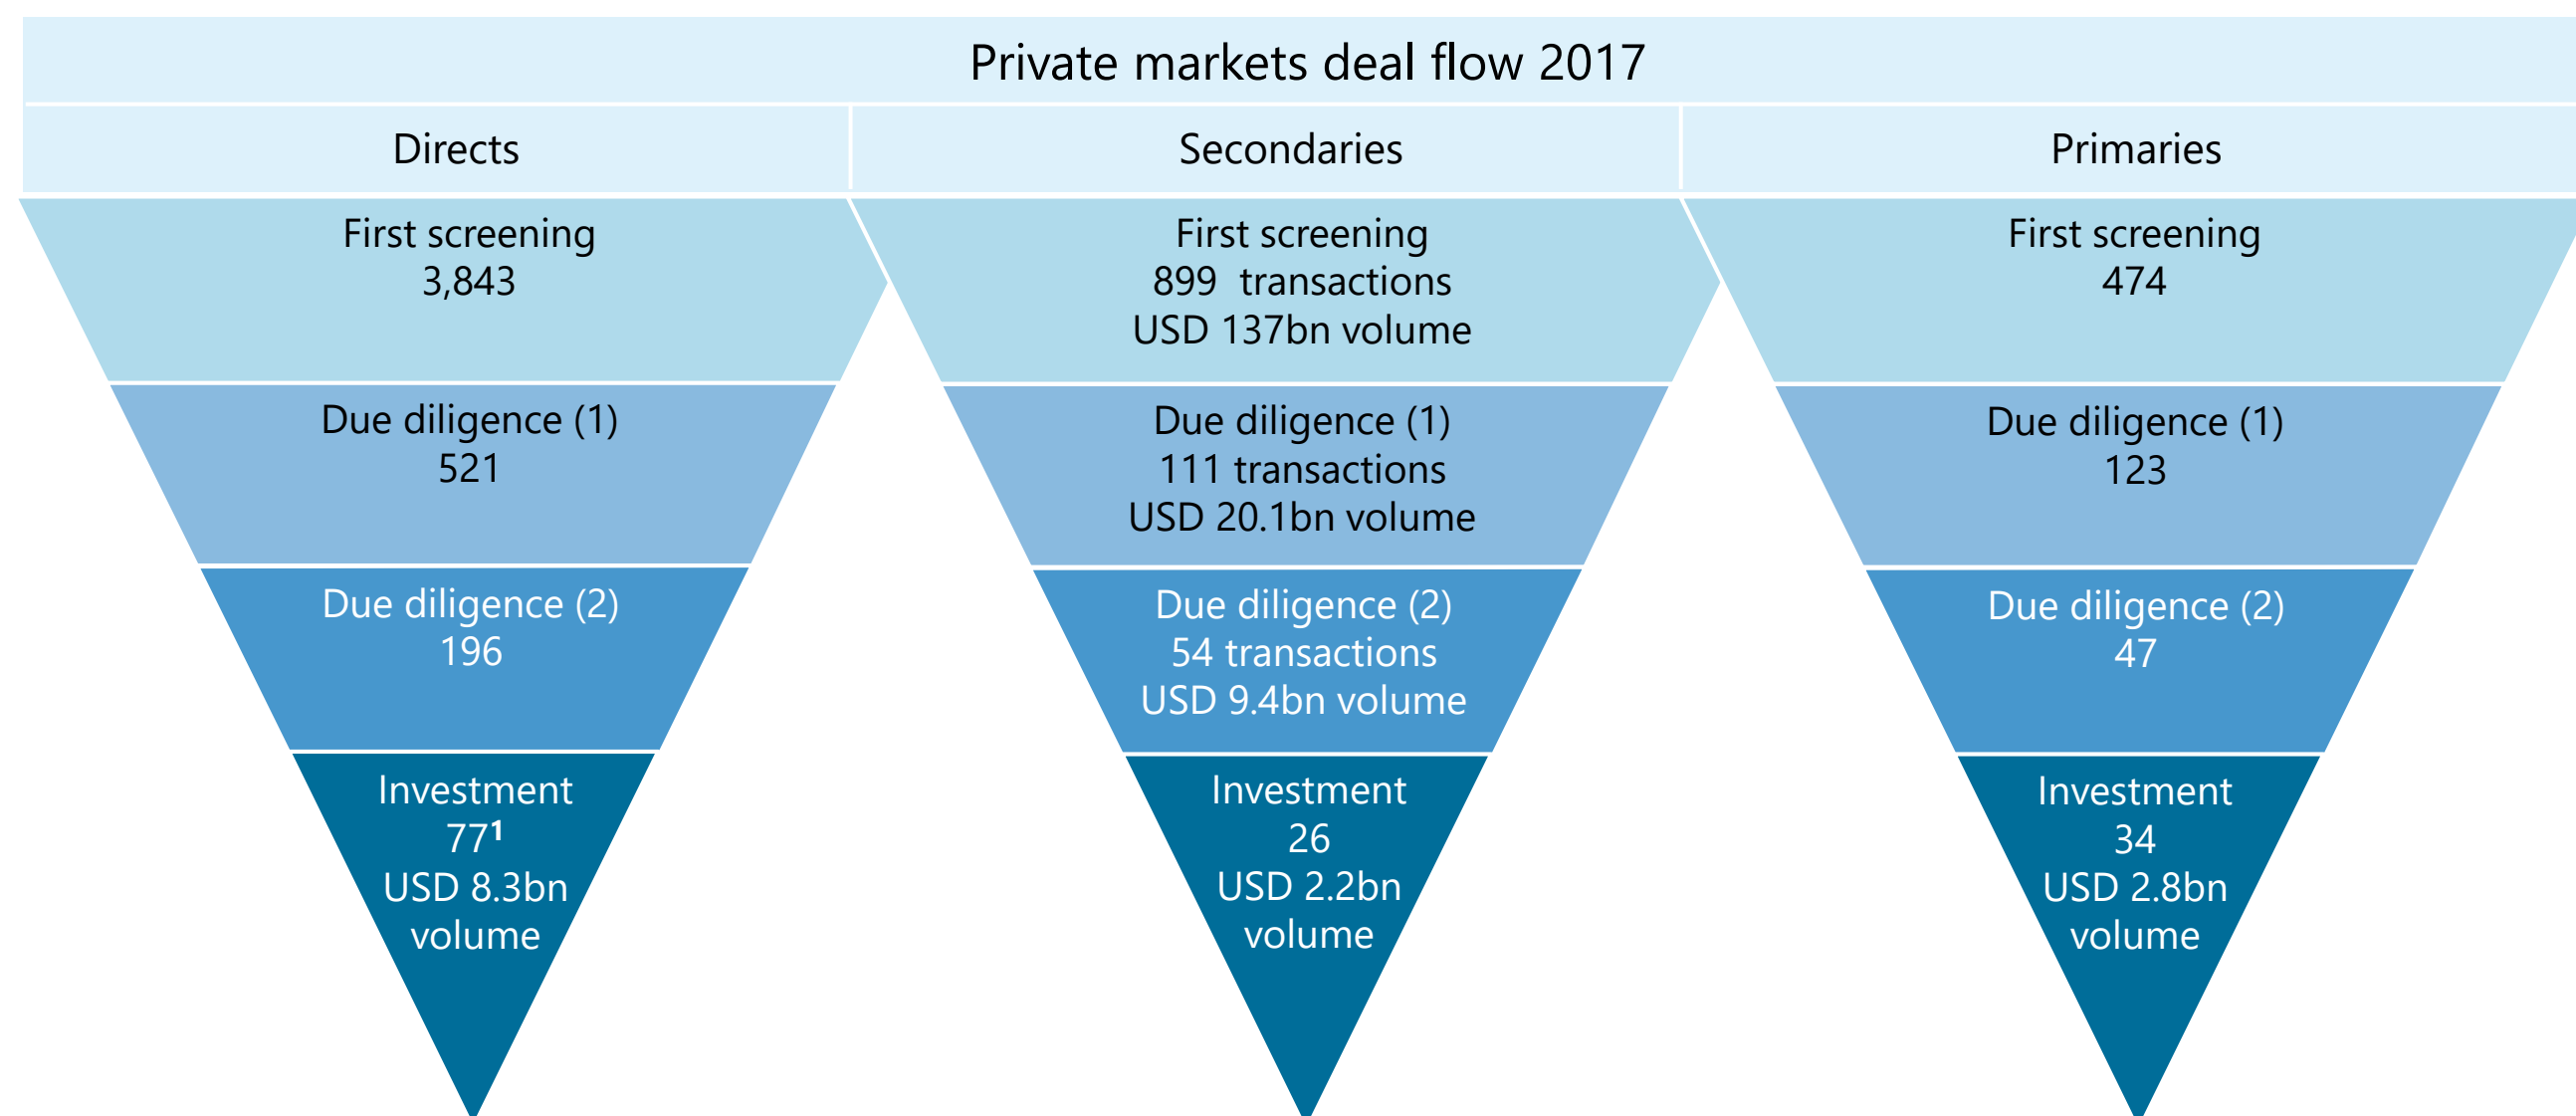 Private markets deal flow 2017
Directs
Secondaries
Primaries
First screening
3,843
First screening
899 transactions
USD 137bn volume
First screening
474
Due diligence (1)
521
Due diligence (1)
111 transactions
USD 20.1bn volume
Due diligence (1)
123
Due diligence (2)
196
Due diligence (2)
54 transactions
USD 9.4bn volume
Due diligence (2)
47
Investment
77¹
USD 8.3bn
volume
Investment
26
USD 2.2bn
volume
Investment
34
USD 2.8bn
volume